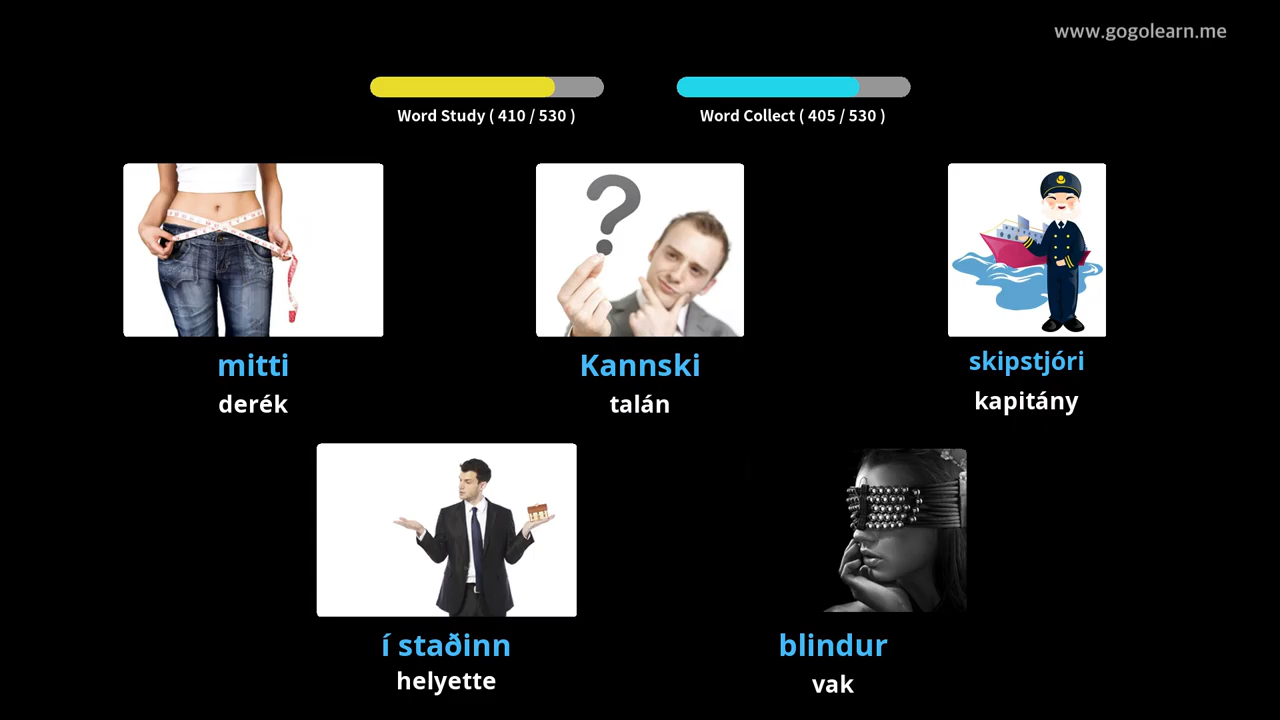 www.gogolearn.me
Word Study ( 410 / 530 )
Word Collect ( 405 / 530 )
mitti
derék
Kannski
talán
skipstjóri
kapitány
í staðinn
helyette
blindur
vak